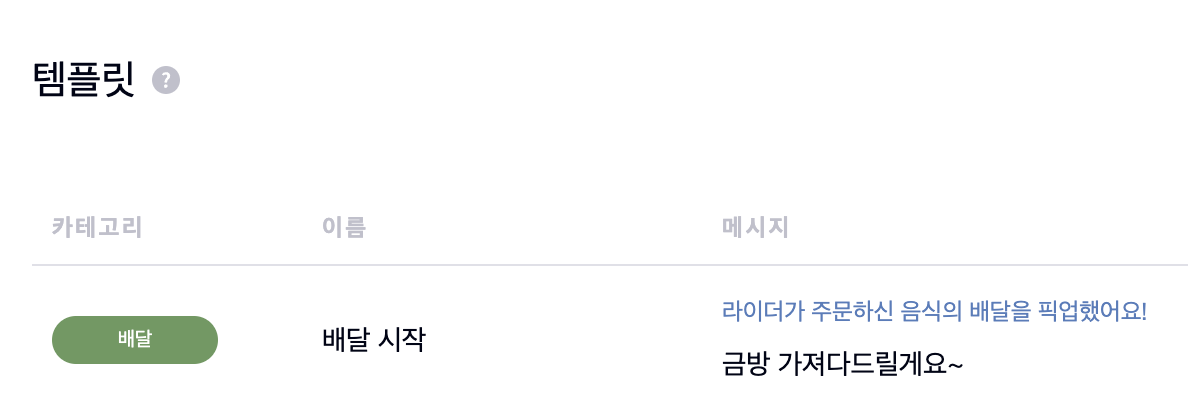 템플릿 ?
카테고리 이름 메시지
배달 배달 시작 라이더가 주문하신 음식의 배달을 픽업했어요!
금방 가져다드릴게요~